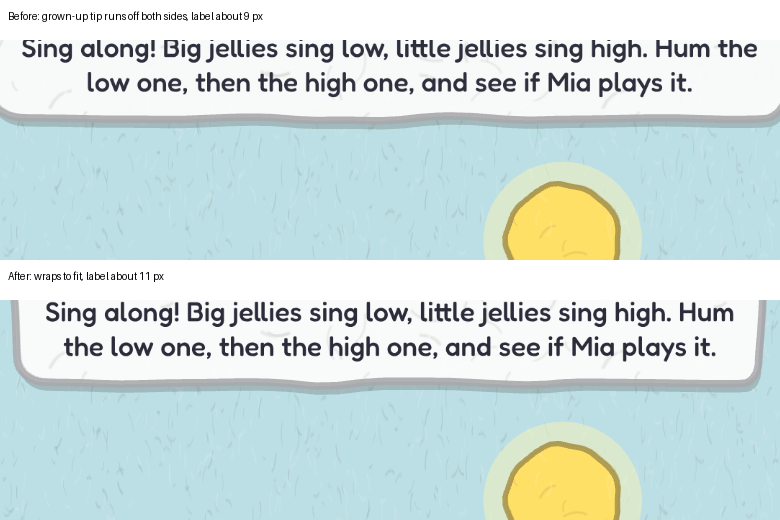 Before: grown-up tip runs off both sides, label about 9 px
Sing along! Big jellies sing low, little jellies sing high. Hum the
low one, then the high one, and see if Mia plays it.
After: wraps to fit, label about 11 px
Sing along! Big jellies sing low, little jellies sing high. Hum
the low one, then the high one, and see if Mia plays it.